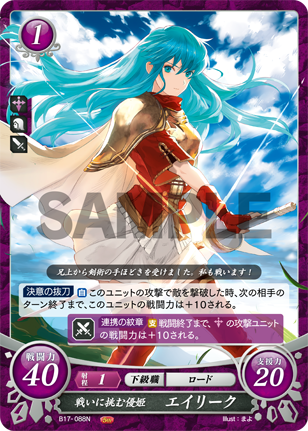 1
SAMPLE
兄上から剣術の手ほどきを受けました。私も戦います!
決意の抜刀 自 このユニットの攻撃で敵を撃破した時、次の相手の
ターン終了まで、このユニットの戦闘力は+10される。
連携の紋章 支 戦闘終了まで、の攻撃ユニット
の戦闘力は+10される。
戦闘力
40
射程 1 下級職 ロード
支援力
20
戦いに挑む優姫 エイリーク
B17-088N
Illust:まよ